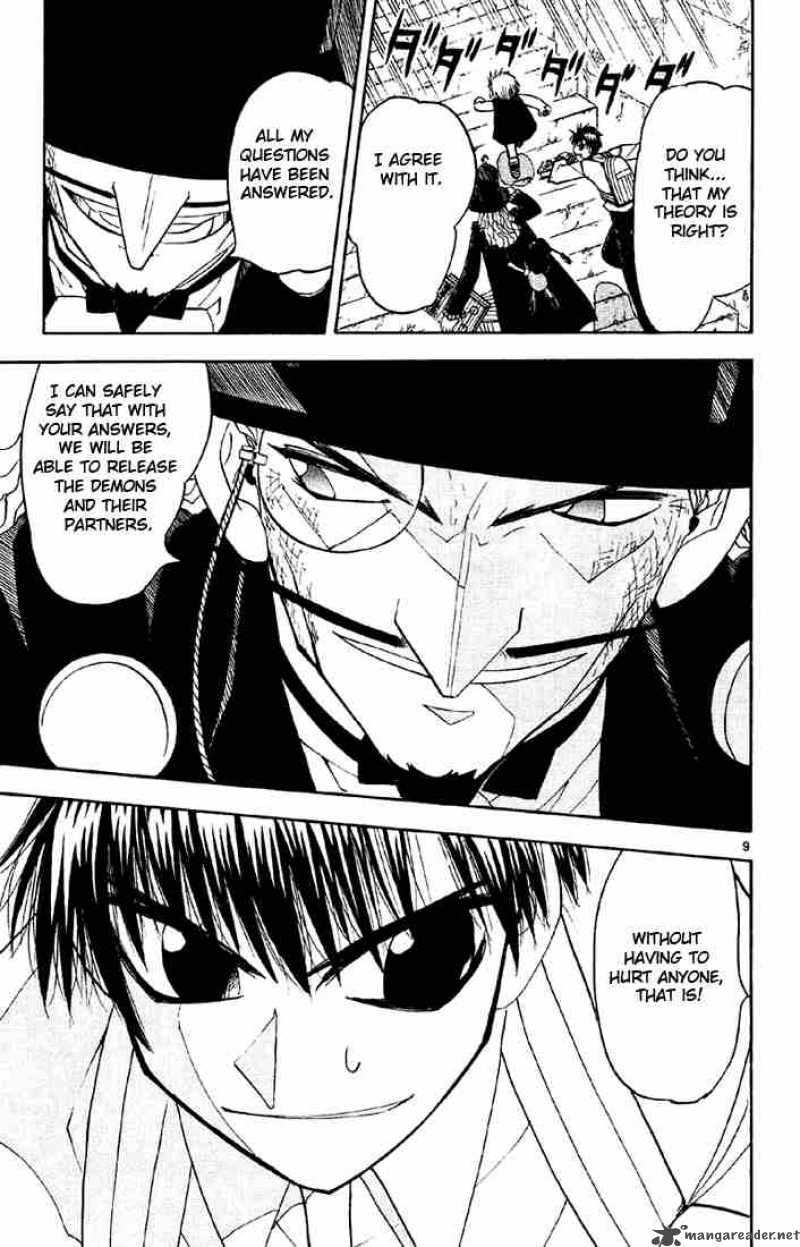 DO YOU
THINK...
THAT MY
THEORY IS
RIGHT?
I AGREE
WITH IT.
ダダダダダ
ALL MY
QUESTIONS
HAVE BEEN
ANSWERED.
I CAN SAFELY
SAY THAT WITH
YOUR ANSWERS,
WE WILL BE
ABLE TO RELEASE
THE DEMONS
AND THEIR
PARTNERS.
9
WITHOUT
HAVING TO
HURT ANYONE,
THAT IS!
mangareader.net